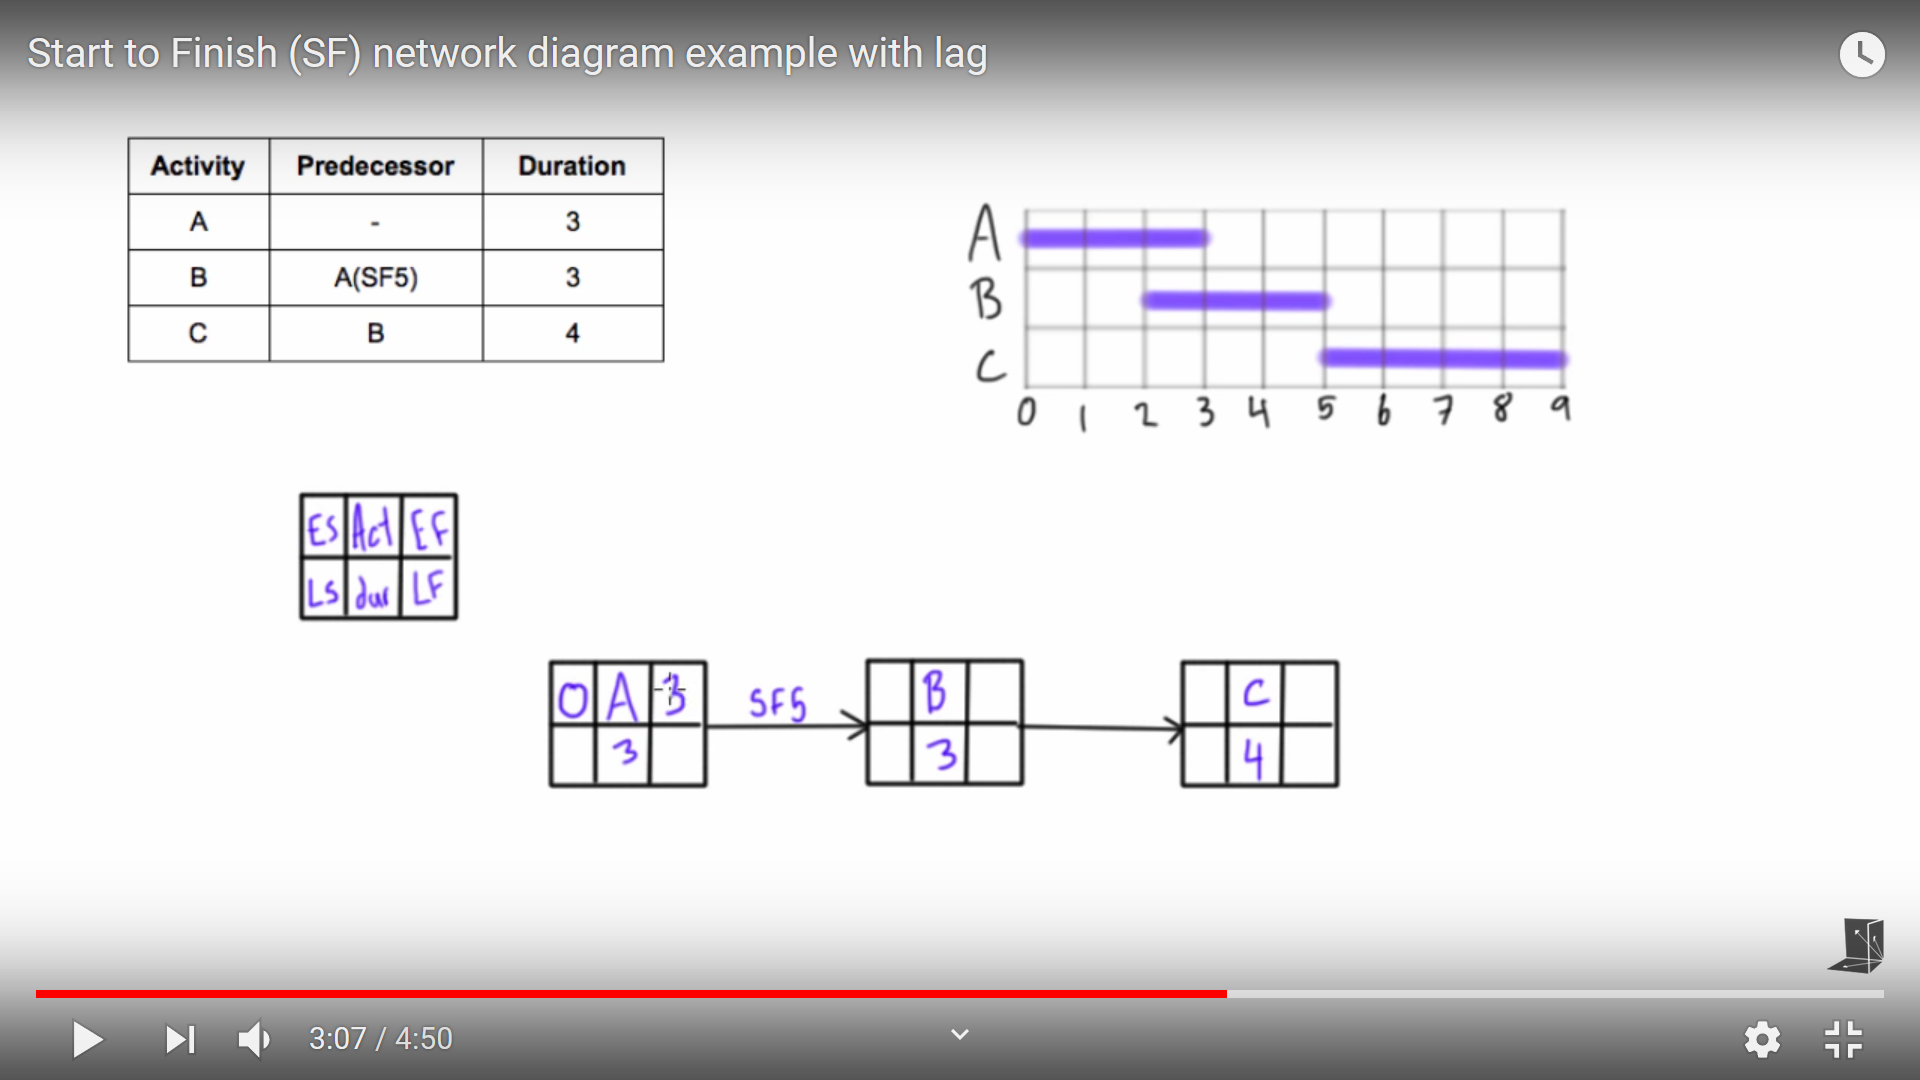 Start to Finish (SF) network diagram example with lag
Activity Predecessor Duration
A - 3
B A(SF5) 3
C B 4
A
B
C
0 1 2 3 4 5 6 7 8 9
Es Act EF
Ls dur LF
0 A 3
3
SF5
B
3
C
4
3:07 / 4:50